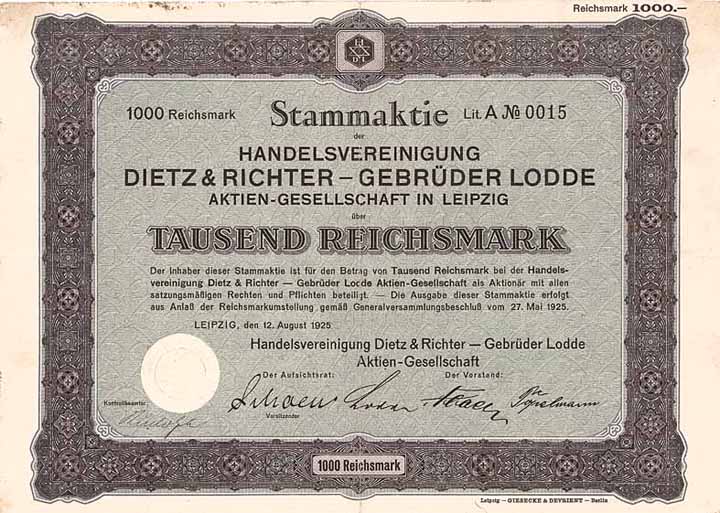 Reichsmark 1000.—
1000 Reichsmark Stammaktie Lit. A № 0015
der
HANDELSVEREINIGUNG
DIETZ & RICHTER – GEBRÜDER LODDE
AKTIEN-GESELLSCHAFT IN LEIPZIG
über
TAUSEND REICHSMARK
Der Inhaber dieser Stammaktie ist für den Betrag von Tausend Reichsmark bei der Handels-
vereinigung Dietz & Richter — Gebrüder Lodde Aktien-Gesellschaft als Aktionär mit allen
satzungsmäßigen Rechten und Pflichten beteiligt. — Die Ausgabe dieser Stammaktie erfolgt
aus Anlaß der Reichsmarkumstellung gemäß Generalversammlungsbeschluß vom 27. Mai 1925.
LEIPZIG, den 12. August 1925
Handelsvereinigung Dietz & Richter — Gebrüder Lodde
Aktien-Gesellschaft
Der Aufsichtsrat: Der Vorstand:
Kontrollbeamter:
Lodde
Vorsitzender
1000 Reichsmark
Leipzig – GIESECKE & DEVRIENT – Berlin